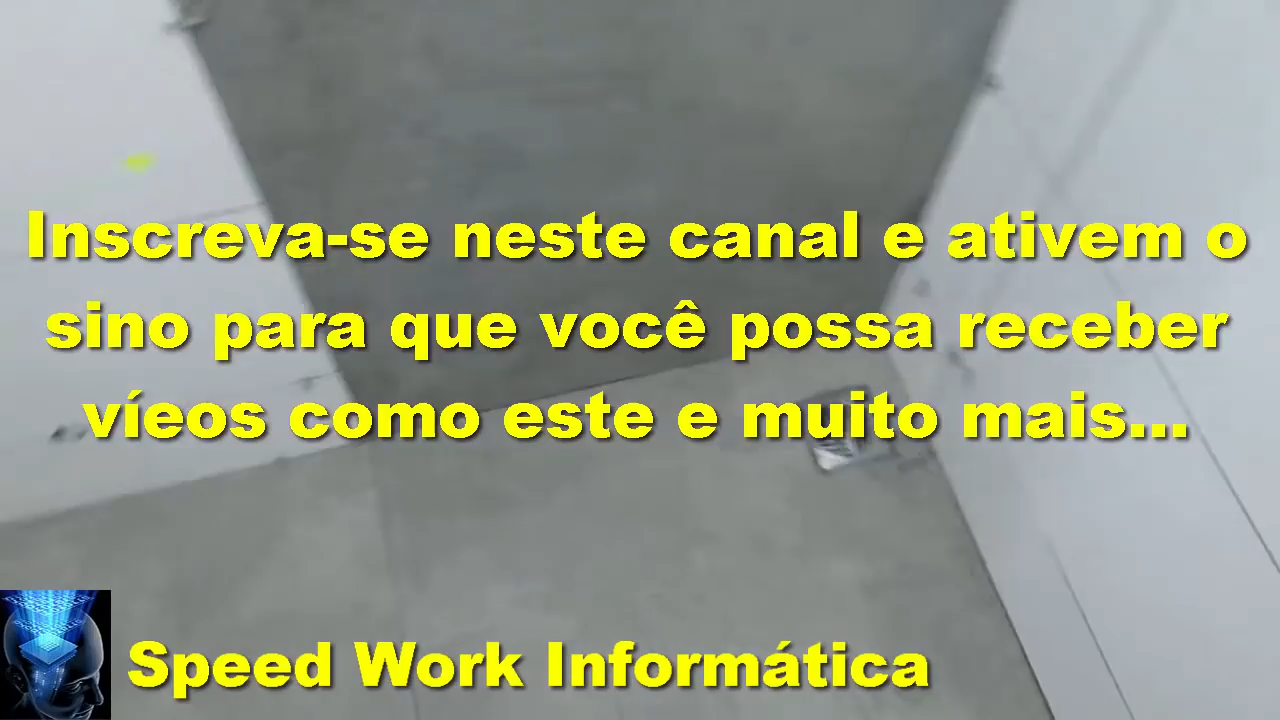 Inscreva-se neste canal e ativem o
sino para que você possa receber
víeos como este e muito mais...
Speed Work Informática